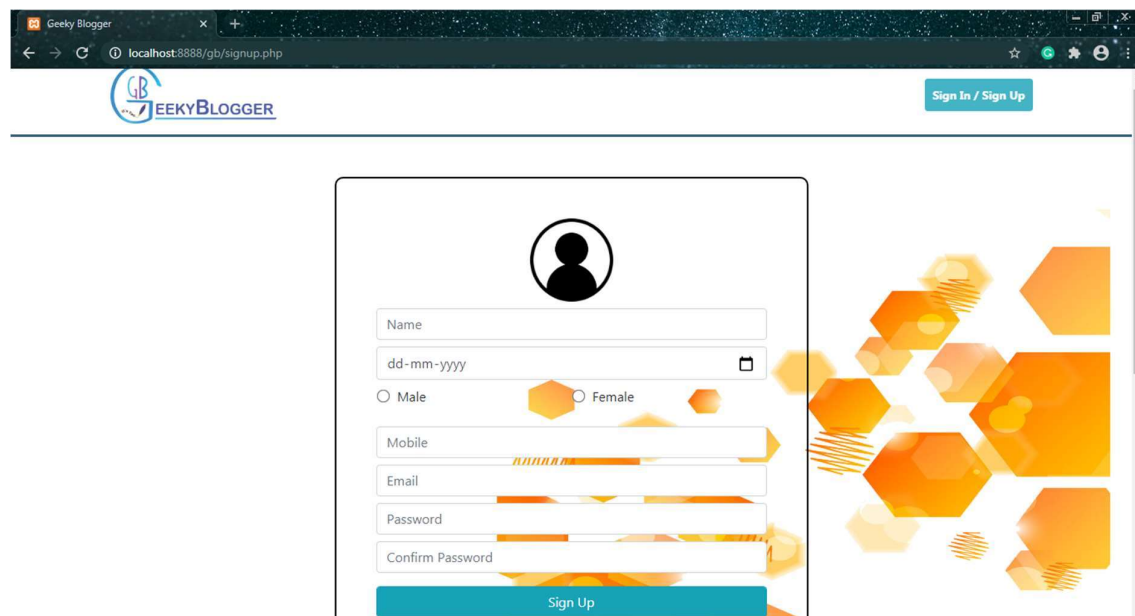 Geeky Blogger
localhost:8888/gb/signup.php
GB
GEEKYBLOGGER
Sign In / Sign Up
Name
dd-mm-yyyy
Male Female
Mobile
Email
Password
Confirm Password
Sign Up